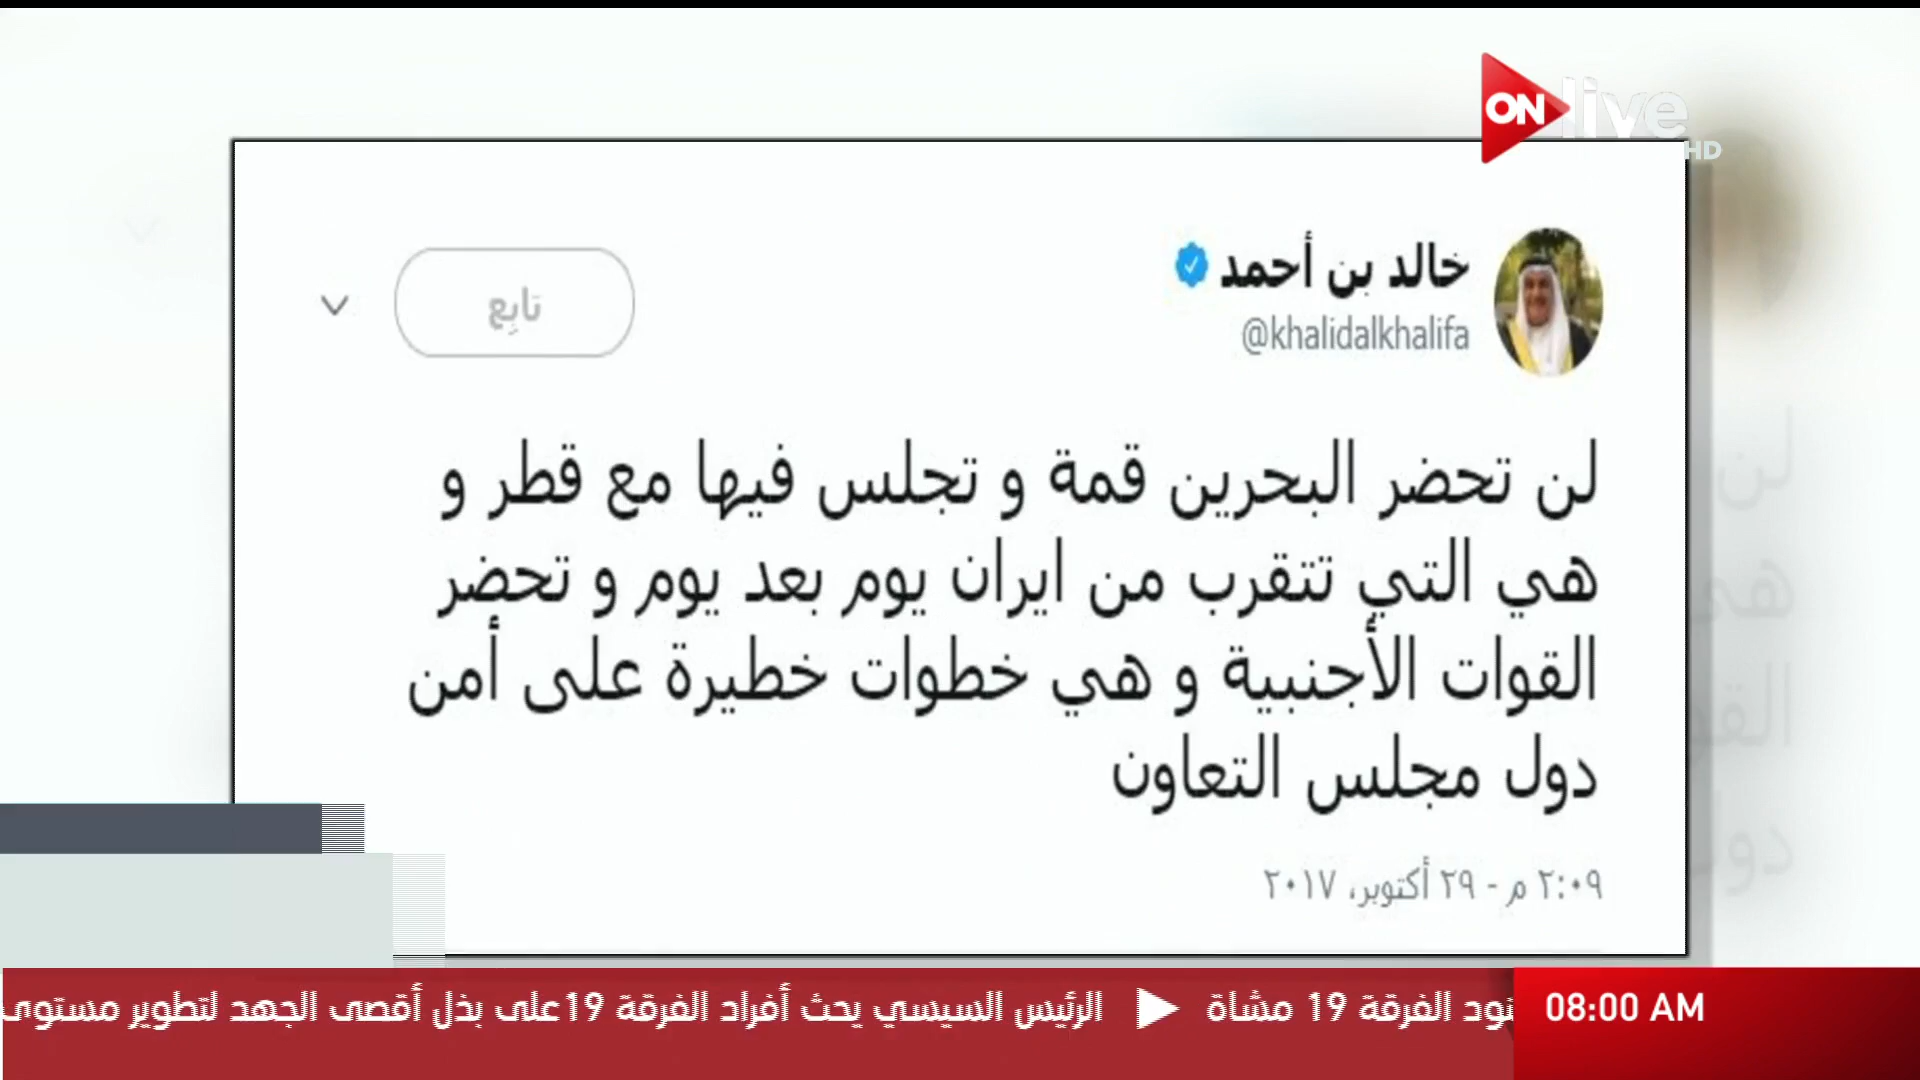 ON live
HD
خالد بن أحمد
@khalidalkhalifa
تابِع
لن تحضر البحرين قمة و تجلس فيها مع قطر و
هي التي تتقرب من ايران يوم بعد يوم و تحضر
القوات الأجنبية و هي خطوات خطيرة على أمن
دول مجلس التعاون
٢:٠٩ م - ٢٩ أكتوبر، ٢٠١٧
08:00 AM
الفرقة 19 مشاة ◀ الرئيس السيسي يحث أفراد الفرقة 19على بذل أقصى الجهد لتطوير مستوى